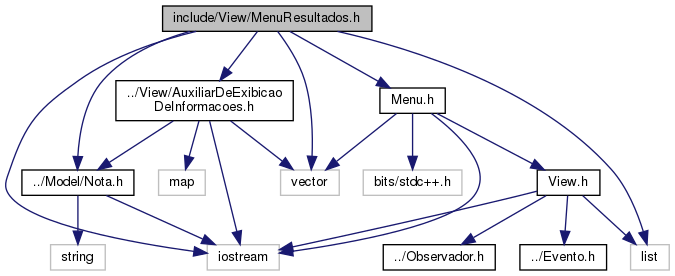 include/View/MenuResultados.h
../View/AuxiliarDeExibicao
DeInformacoes.h
Menu.h
../Model/Nota.h
map
vector
bits/stdc++.h
View.h
string
iostream
../Observador.h
../Evento.h
list